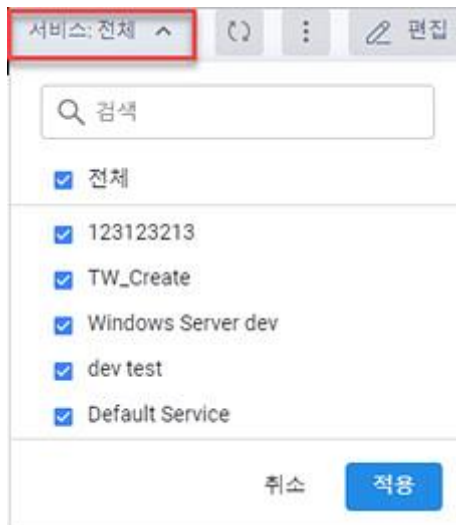 서비스: 전체
편집
검색
전체
123123213
TW_Create
Windows Server dev
dev test
Default Service
취소 적용